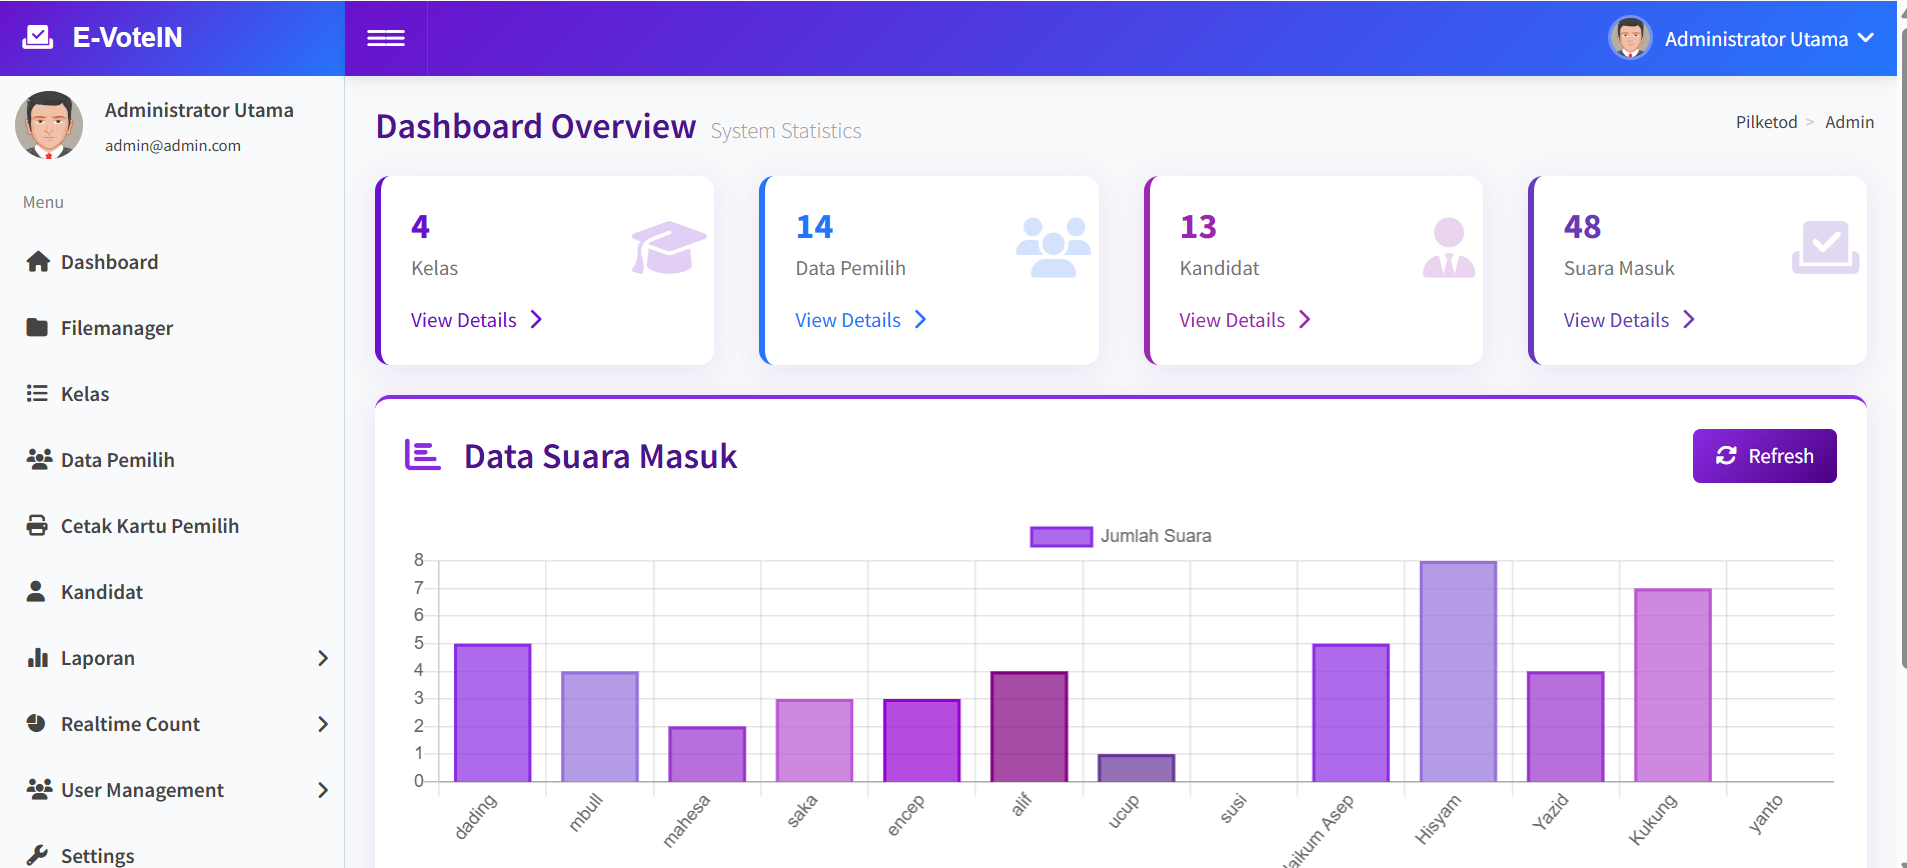 E-VoteIN
Administrator Utama
Administrator Utama
admin@admin.com
Menu
Dashboard
Filemanager
Kelas
Data Pemilih
Cetak Kartu Pemilih
Kandidat
Laporan
Realtime Count
User Management
Settings
Dashboard Overview System Statistics
Pilketod > Admin
4
Kelas
View Details
14
Data Pemilih
View Details
13
Kandidat
View Details
48
Suara Masuk
View Details
Data Suara Masuk
Refresh
Jumlah Suara
8
7
6
5
4
3
2
1
0
dading
mbull
mahesa
saka
encep
alif
ucup
susi
Asep
Hisyam
Yazid
Kukung
yanto